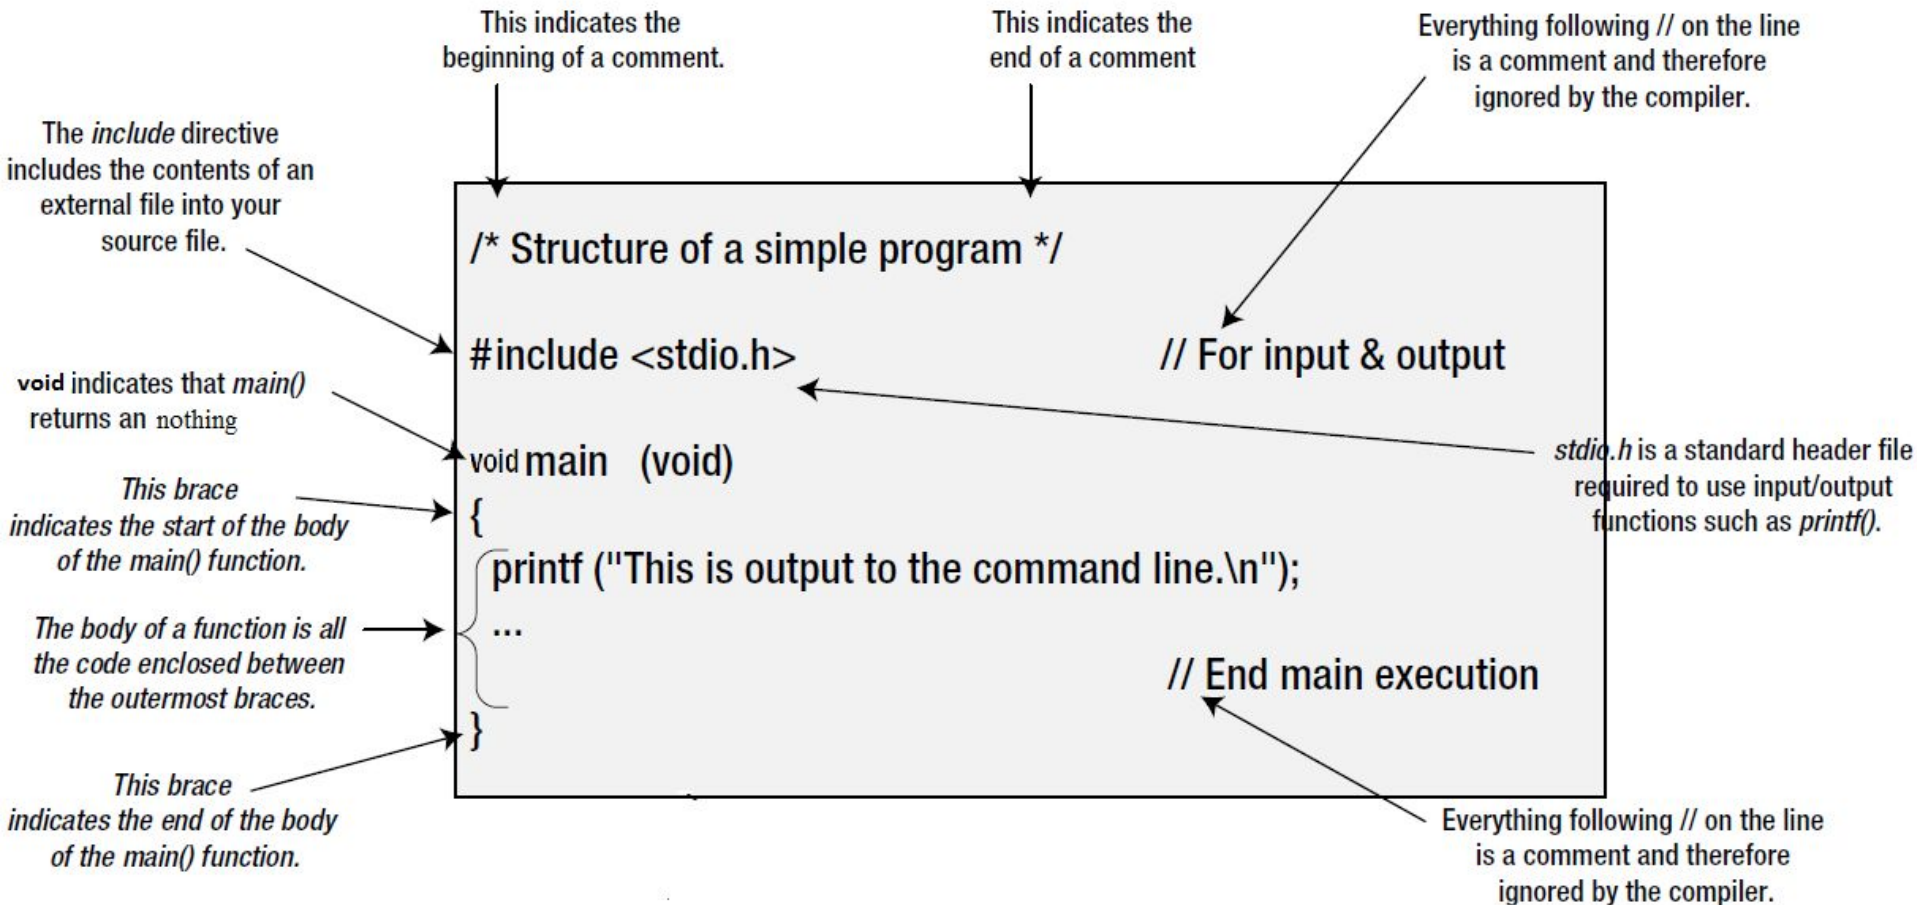 This indicates the
beginning of a comment.
This indicates the
end of a comment
Everything following // on the line
is a comment and therefore
ignored by the compiler.
The include directive
includes the contents of an
external file into your
source file.
/* Structure of a simple program */
#include <stdio.h> // For input & output
void indicates that main()
returns an nothing
void main (void)
stdio.h is a standard header file
required to use input/output
functions such as printf().
This brace
indicates the start of the body
of the main() function.
{
printf ("This is output to the command line.\n");
...
The body of a function is all
the code enclosed between
the outermost braces.
// End main execution
}
This brace
indicates the end of the body
of the main() function.
Everything following // on the line
is a comment and therefore
ignored by the compiler.